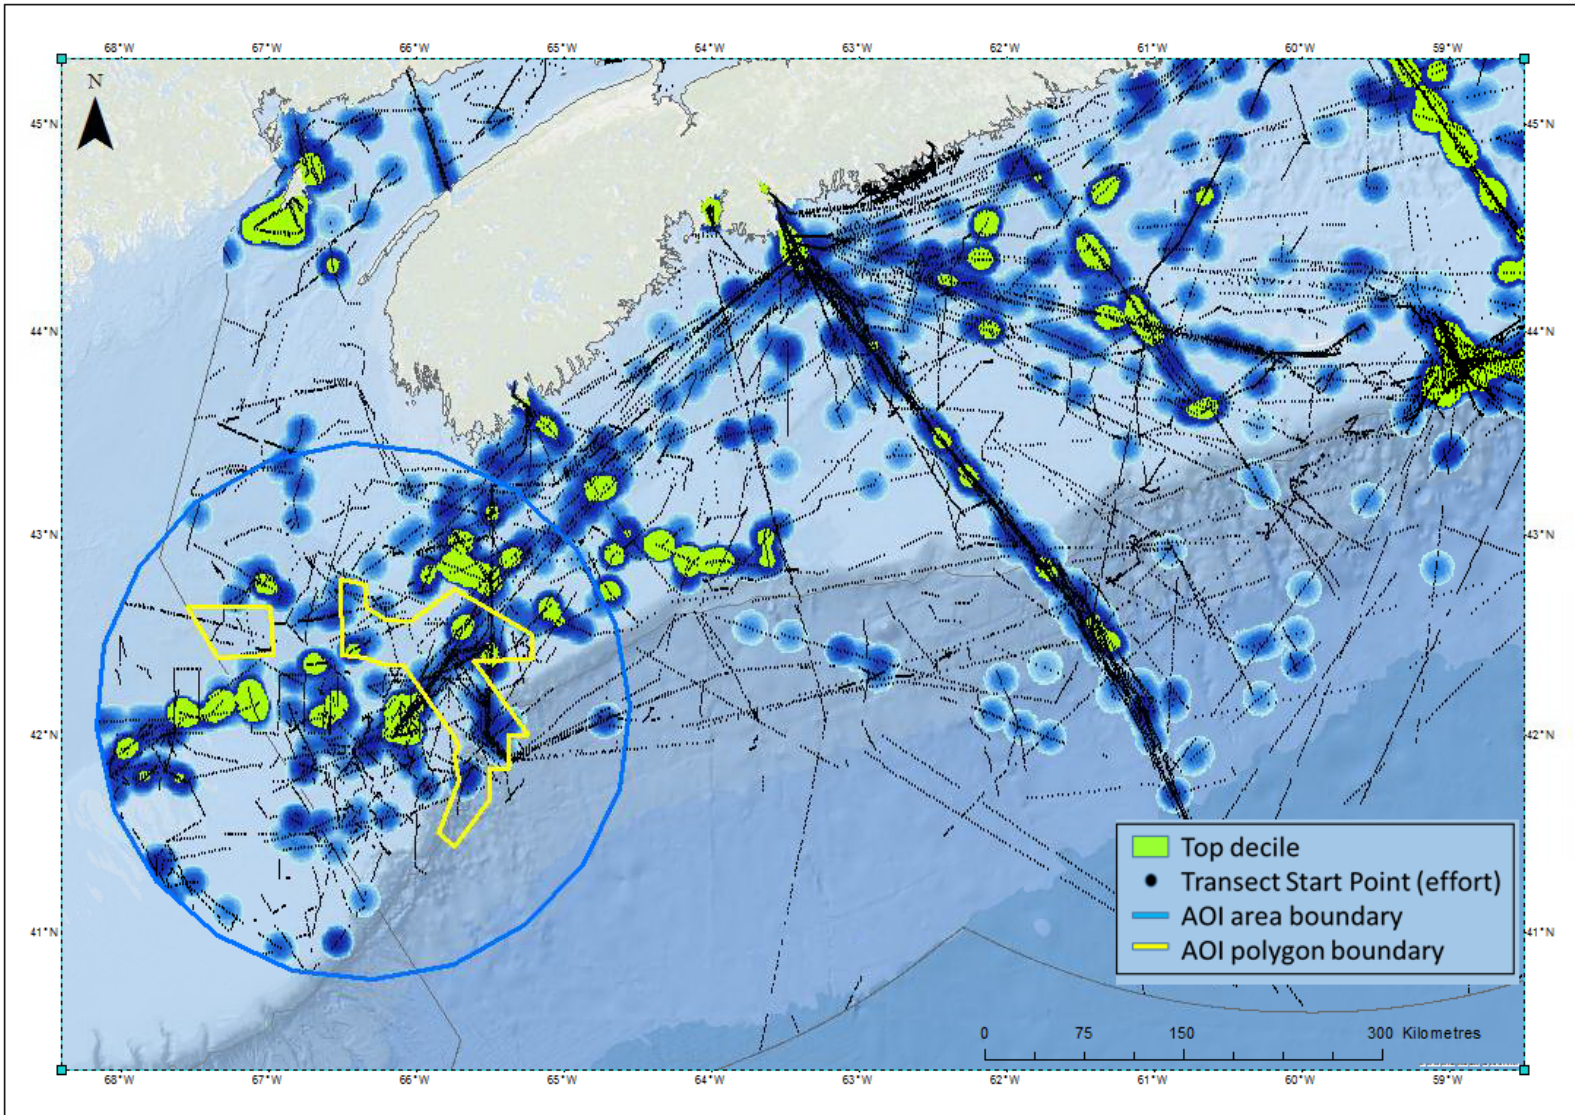 68°W 67°W 66°W 65°W 64°W 63°W 62°W 61°W 60°W 59°W
N
45°N 45°N
44°N 44°N
43°N 43°N
42°N 42°N
Top decile
Transect Start Point (effort)
AOI area boundary
AOI polygon boundary
41°N 41°N
0 75 150 300 Kilometres
68°W 67°W 66°W 65°W 64°W 63°W 62°W 61°W 60°W 59°W